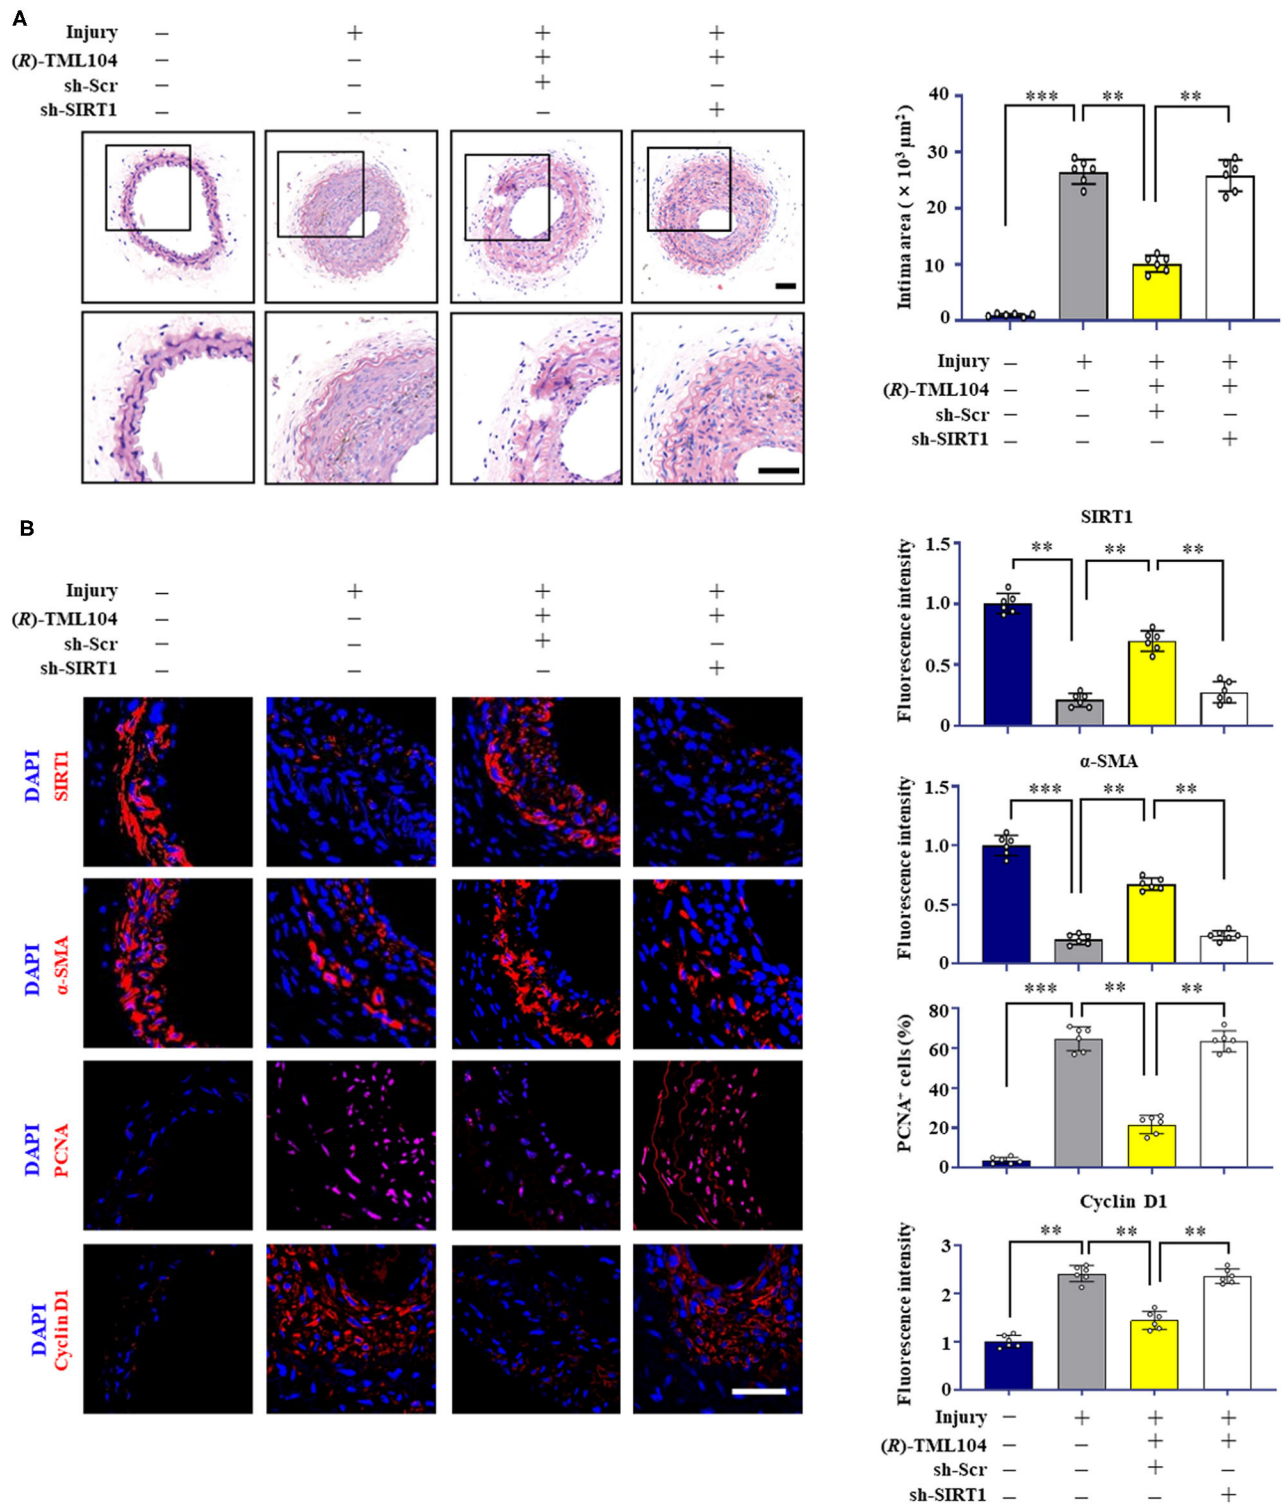 A
Injury – + + +
(R)-TML104 – – + +
sh-Scr – – + –
sh-SIRT1 – – – +
Intima area (× 10³ μm²)
40
30
20
10
0
*** ** **
Injury – + + +
(R)-TML104 – – + +
sh-Scr – – + –
sh-SIRT1 – – – +
B
Injury – + + +
(R)-TML104 – – + +
sh-Scr – – + –
sh-SIRT1 – – – +
DAPI
SIRT1
DAPI
α-SMA
DAPI
PCNA
DAPI
Cyclin D1
SIRT1
Fluorescence intensity
1.5
1.0
0.5
0
** ** **
α-SMA
Fluorescence intensity
1.5
1.0
0.5
0
*** ** **
PCNA⁺ cells (%)
80
60
40
20
0
*** ** **
Cyclin D1
Fluorescence intensity
3
2
1
0
** ** **
Injury – + + +
(R)-TML104 – – + +
sh-Scr – – + –
sh-SIRT1 – – – +